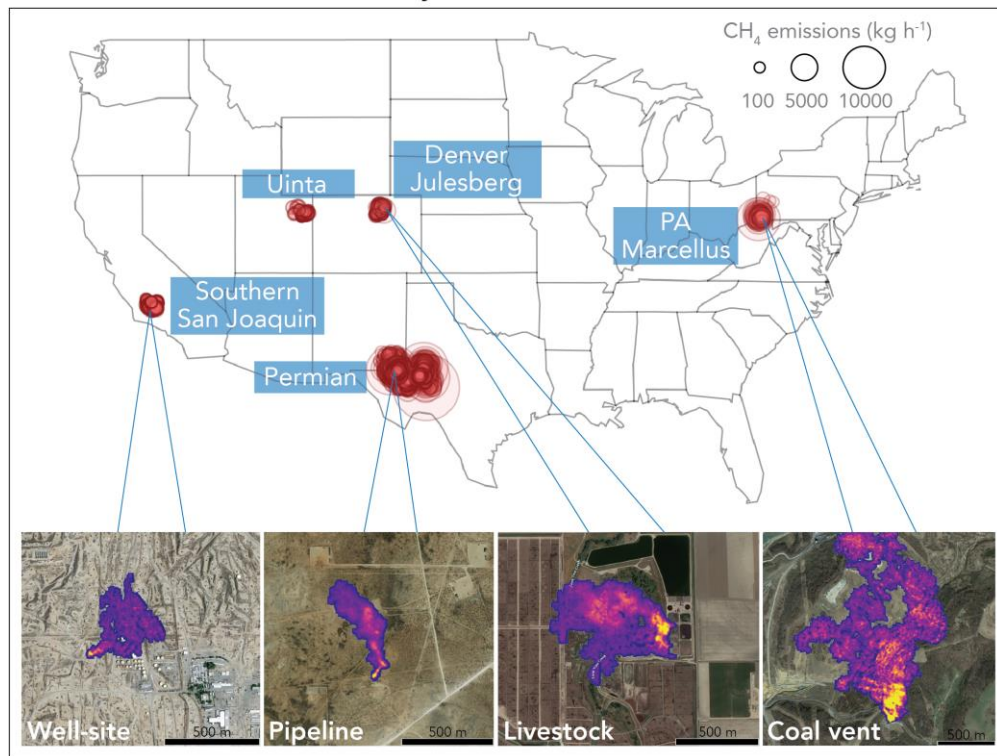 CH₄ emissions (kg h⁻¹)
100 5000 10000
Denver
Julesberg
Uinta
PA
Marcellus
Southern
San Joaquin
Permian
Well-site
500 m
Pipeline
500 m
Livestock
500 m
Coal vent
500 m